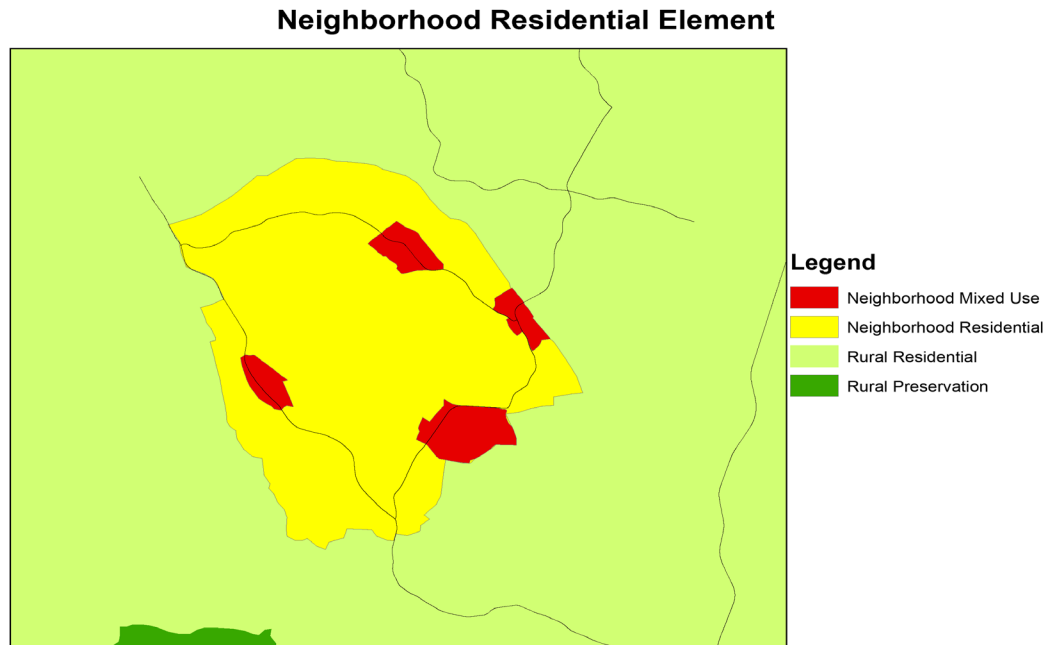 Neighborhood Residential Element
Legend
Neighborhood Mixed Use
Neighborhood Residential
Rural Residential
Rural Preservation